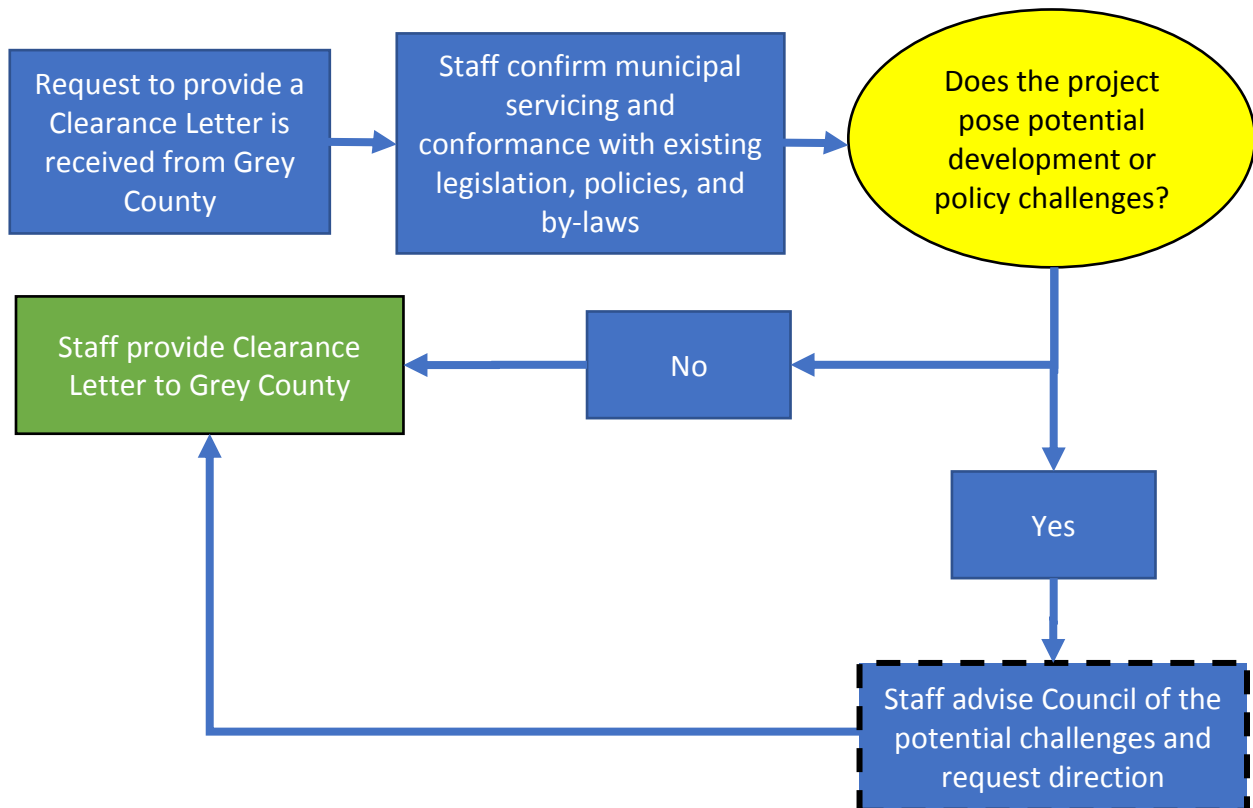 Request to provide a
Clearance Letter is
received from Grey
County
Staff confirm municipal
servicing and
conformance with existing
legislation, policies, and
by-laws
Does the project
pose potential
development or
policy challenges?
Staff provide Clearance
Letter to Grey County
No
Yes
Staff advise Council of the
potential challenges and
request direction